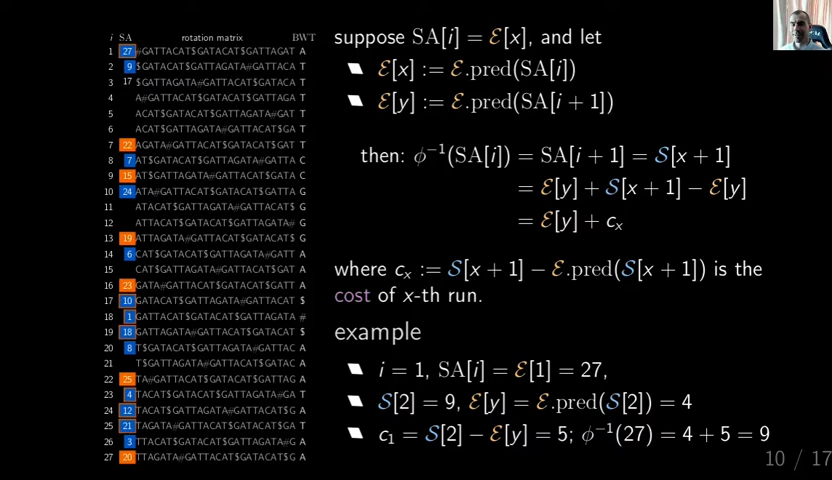 i SA rotation matrix BWT
1 27 #GATTACAT$GATACAT$GATTAGAT A
2 9 $GATACAT$GATTAGATA#GATTACA T
3 17 $GATTAGATA#GATTACAT$GATACA T
4 A#GATTACAT$GATACAT$GATTAGA T
5 ACAT$GATACAT$GATTAGATA#GAT T
6 ACAT$GATTAGATA#GATTACAT$GA T
7 22 AGATA#GATTACAT$GATACAT$GAT T
8 7 AT$GATACAT$GATTAGATA#GATTA C
9 15 AT$GATTAGATA#GATTACAT$GATA C
10 24 ATA#GATTACAT$GATACAT$GATTA G
11 ATACAT$GATTAGATA#GATTACAT$ G
12 ATTACAT$GATACAT$GATTAGATA# G
13 19 ATTAGATA#GATTACAT$GATACAT$ G
14 6 CAT$GATACAT$GATTAGATA#GATT A
15 CAT$GATTAGATA#GATTACAT$GAT A
16 23 GATA#GATTACAT$GATACAT$GATT A
17 10 GATACAT$GATTAGATA#GATTACAT $
18 1 GATTACAT$GATACAT$GATTAGATA #
19 18 GATTAGATA#GATTACAT$GATACAT $
20 8 T$GATACAT$GATTAGATA#GATTAC A
21 T$GATTAGATA#GATTACAT$GATAC A
22 25 TA#GATTACAT$GATACAT$GATTAG A
23 4 TACAT$GATACAT$GATTAGATA#GA T
24 12 TACAT$GATTAGATA#GATTACAT$G A
25 21 TAGATA#GATTACAT$GATACAT$GA T
26 3 TTACAT$GATACAT$GATTAGATA#G A
27 20 TTAGATA#GATTACAT$GATACAT$G A
suppose SA[i] = ℰ[x], and let
ℰ[x] := ℰ.pred(SA[i])
ℰ[y] := ℰ.pred(SA[i + 1])
then: ϕ⁻¹(SA[i]) = SA[i + 1] = 𝒮[x + 1]
= ℰ[y] + 𝒮[x + 1] − ℰ[y]
= ℰ[y] + cₓ
where cₓ := 𝒮[x + 1] − ℰ.pred(𝒮[x + 1]) is the
cost of x-th run.
example
i = 1, SA[i] = ℰ[1] = 27,
𝒮[2] = 9, ℰ[y] = ℰ.pred(𝒮[2]) = 4
c₁ = 𝒮[2] − ℰ[y] = 5; ϕ⁻¹(27) = 4 + 5 = 9
10 / 17